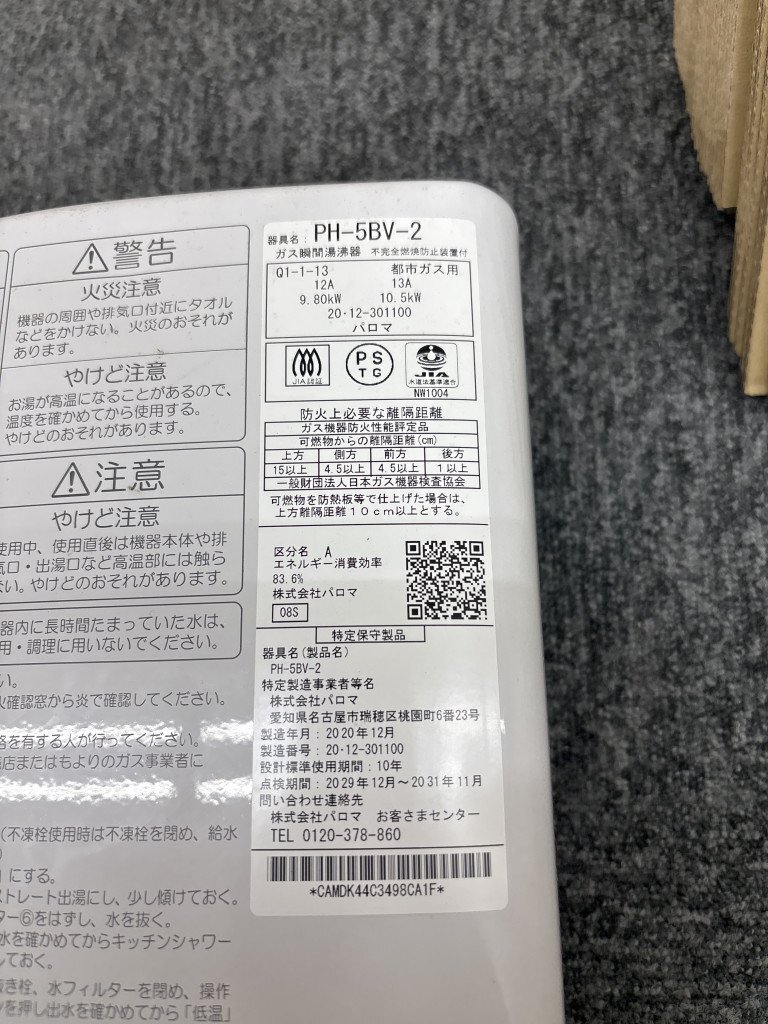 警告
火災注意
機器の周囲や排気口付近にタオル
などをかけない。火災のおそれが
あります。
やけど注意
お湯が高温になることがあるので、
温度を確かめてから使用する。
やけどのおそれがあります。
注意
やけど注意
使用中、使用直後は機器本体や排
気口・出湯口など高温部には触ら
ない。やけどのおそれがあります。
器内に長時間たまっていた水は、
用・調理に用いないでください。
い。
火確認窓から炎で確認してください。
格を有する人が行ってください。
店またはもよりのガス事業者に
(不凍栓使用時は不凍栓を閉め、給水
にする。
ストレート出湯にし、少し傾けておく。
ター⑥をはずし、水を抜く。
水を確かめてからキッチンシャワー
しておく。
抜き栓、水フィルターを閉め、操作
ンを押し出水を確かめてから「低温」
器具名: PH-5BV-2
ガス瞬間湯沸器 不完全燃焼防止装置付
Q1-1-13 都市ガス用
12A 13A
9.80kW 10.5kW
20·12-301100
パロマ
JIA認証
PS
TG
JIA
水道法基準適合
NW1004
防火上必要な離隔距離
ガス機器防火性能評定品
可燃物からの離隔距離(cm)
上方 側方 前方 後方
15以上 4.5以上 4.5以上 1以上
一般財団法人日本ガス機器検査協会
可燃物を防熱板等で仕上げた場合は、
上方離隔距離10cm以上とする。
区分名 A
エネルギー消費効率
83.6%
株式会社パロマ
08S
特定保守製品
器具名(製品名)
PH-5BV-2
特定製造事業者等名
株式会社パロマ
愛知県名古屋市瑞穂区桃園町6番23号
製造年月:2020年12月
製造番号:20·12-301100
設計標準使用期間:10年
点検期間:2029年12月〜2031年11月
問い合わせ連絡先
株式会社パロマ お客さまセンター
TEL 0120-378-860
*CAMDK44C3498CA1F*